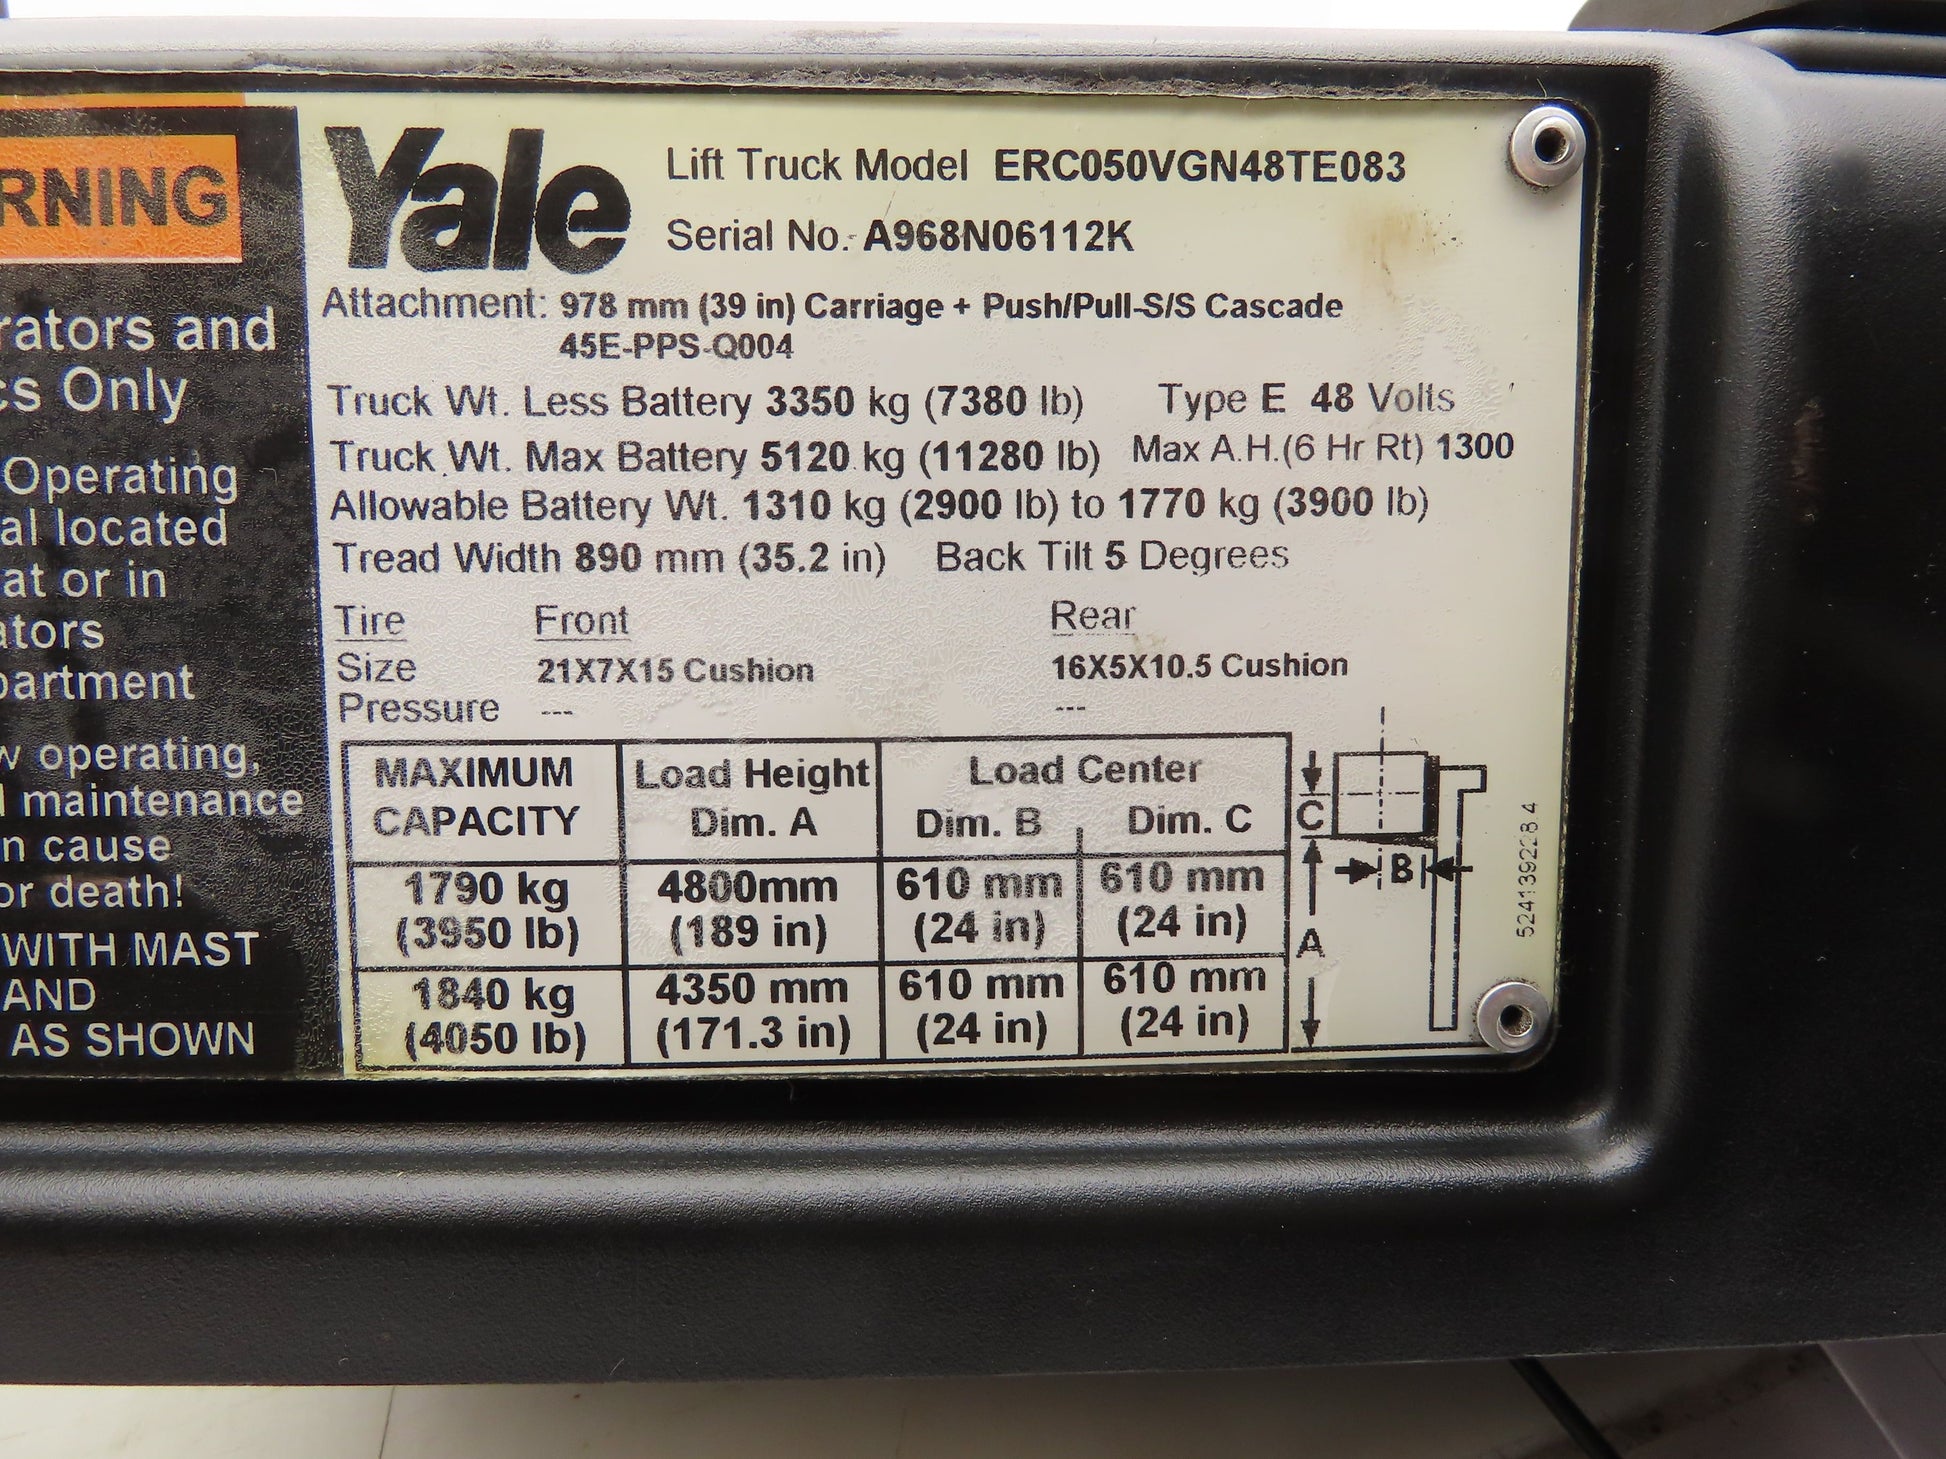 RNING
rators and
cs Only
Operating
al located
at or in
ators
partment
w operating,
maintenance
n cause
or death!
WITH MAST
AND
AS SHOWN
Yale
Lift Truck Model ERC050VGN48TE083
Serial No. A968N06112K
Attachment: 978 mm (39 in) Carriage + Push/Pull-S/S Cascade
45E-PPS-Q004
Truck Wt. Less Battery 3350 kg (7380 lb) Type E 48 Volts
Truck Wt. Max Battery 5120 kg (11280 lb) Max A.H.(6 Hr Rt) 1300
Allowable Battery Wt. 1310 kg (2900 lb) to 1770 kg (3900 lb)
Tread Width 890 mm (35.2 in) Back Tilt 5 Degrees
Tire Front Rear
Size 21X7X15 Cushion 16X5X10.5 Cushion
Pressure --- ---
MAXIMUM Load Height Load Center
CAPACITY Dim. A Dim. B Dim. C
1790 kg 4800mm 610 mm 610 mm
(3950 lb) (189 in) (24 in) (24 in)
1840 kg 4350 mm 610 mm 610 mm
(4050 lb) (171.3 in) (24 in) (24 in)
C
B
A